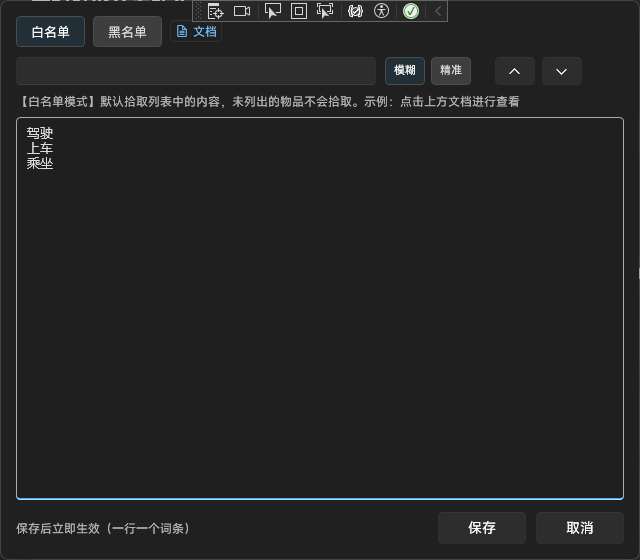 白名单 黑名单 文档
模糊 精准
【白名单模式】默认拾取列表中的内容，未列出的物品不会拾取。示例：点击上方文档进行查看
驾驶
上车
乘坐
保存后立即生效（一行一个词条） 保存 取消